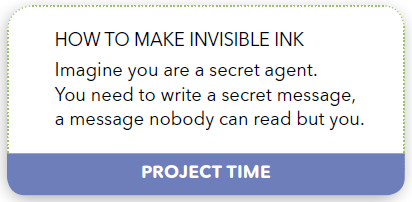 HOW TO MAKE INVISIBLE INK
Imagine you are a secret agent.
You need to write a secret message,
a message nobody can read but you.
PROJECT TIME